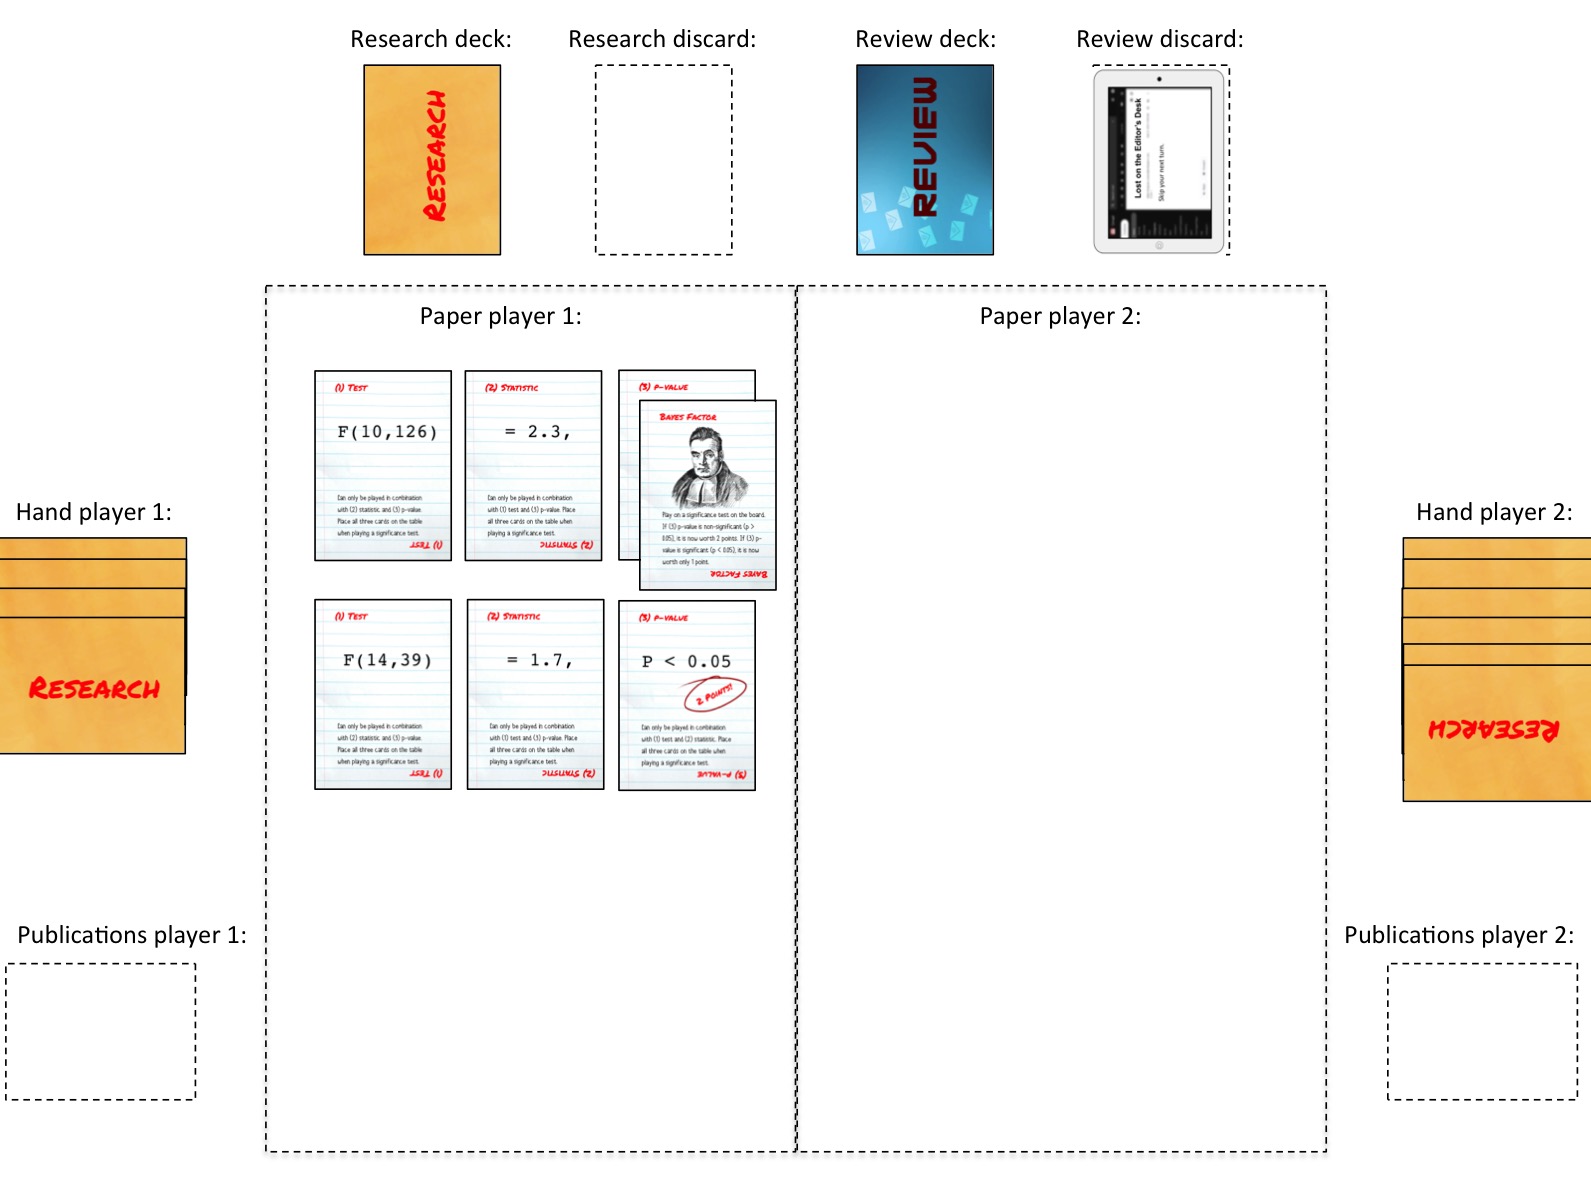 Research deck:
Research discard:
Review deck:
Review discard:
RESEARCH
REVIEW
Lost on the Editor's Desk
Skip your next turn.
Paper player 1:
Paper player 2:
(1) TEST
F(10,126)
Can only be played in combination
with (2) statistic and (3) p-value.
Place all three cards on the table
when playing a significance test.
(1) TEST
(2) STATISTIC
= 2.3,
Can only be played in combination
with (1) test and (3) p-value. Place
all three cards on the table when
playing a significance test.
(2) STATISTIC
(3) P-VALUE
BAYES FACTOR
Play on a significance test on the board.
If (3) p-value is non-significant (p >
0.05), it is now worth 2 points. If (3) p-
value is significant (p < 0.05), it is now
worth only 1 point.
BAYES FACTOR
(1) TEST
F(14,39)
Can only be played in combination
with (2) statistic and (3) p-value.
Place all three cards on the table
when playing a significance test.
(1) TEST
(2) STATISTIC
= 1.7,
Can only be played in combination
with (1) test and (3) p-value. Place
all three cards on the table when
playing a significance test.
(2) STATISTIC
(3) P-VALUE
P < 0.05
2 POINTS!
Can only be played in combination
with (1) test and (2) statistic. Place
all three cards on the table when
playing a significance test.
(3) P-VALUE
Hand player 1:
RESEARCH
Hand player 2:
RESEARCH
Publications player 1:
Publications player 2: